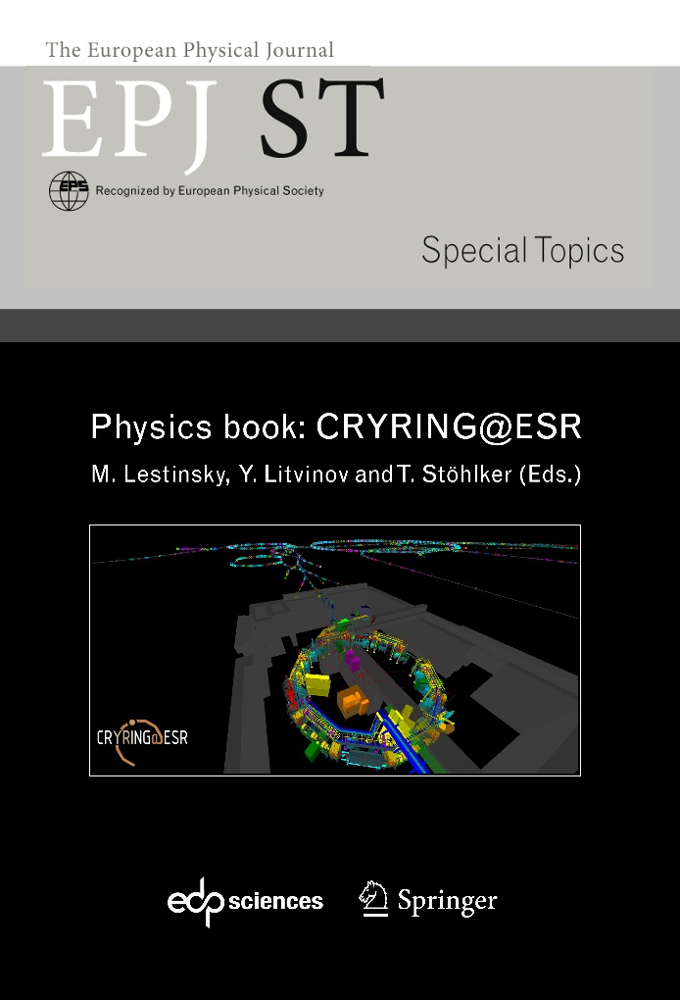 The European Physical Journal
EPJ ST
EPS
Recognized by European Physical Society
Special Topics
Physics book: CRYRING@ESR
M. Lestinsky, Y. Litvinov and T. Stöhlker (Eds.)
CRYRING@ESR
edp sciences
Springer